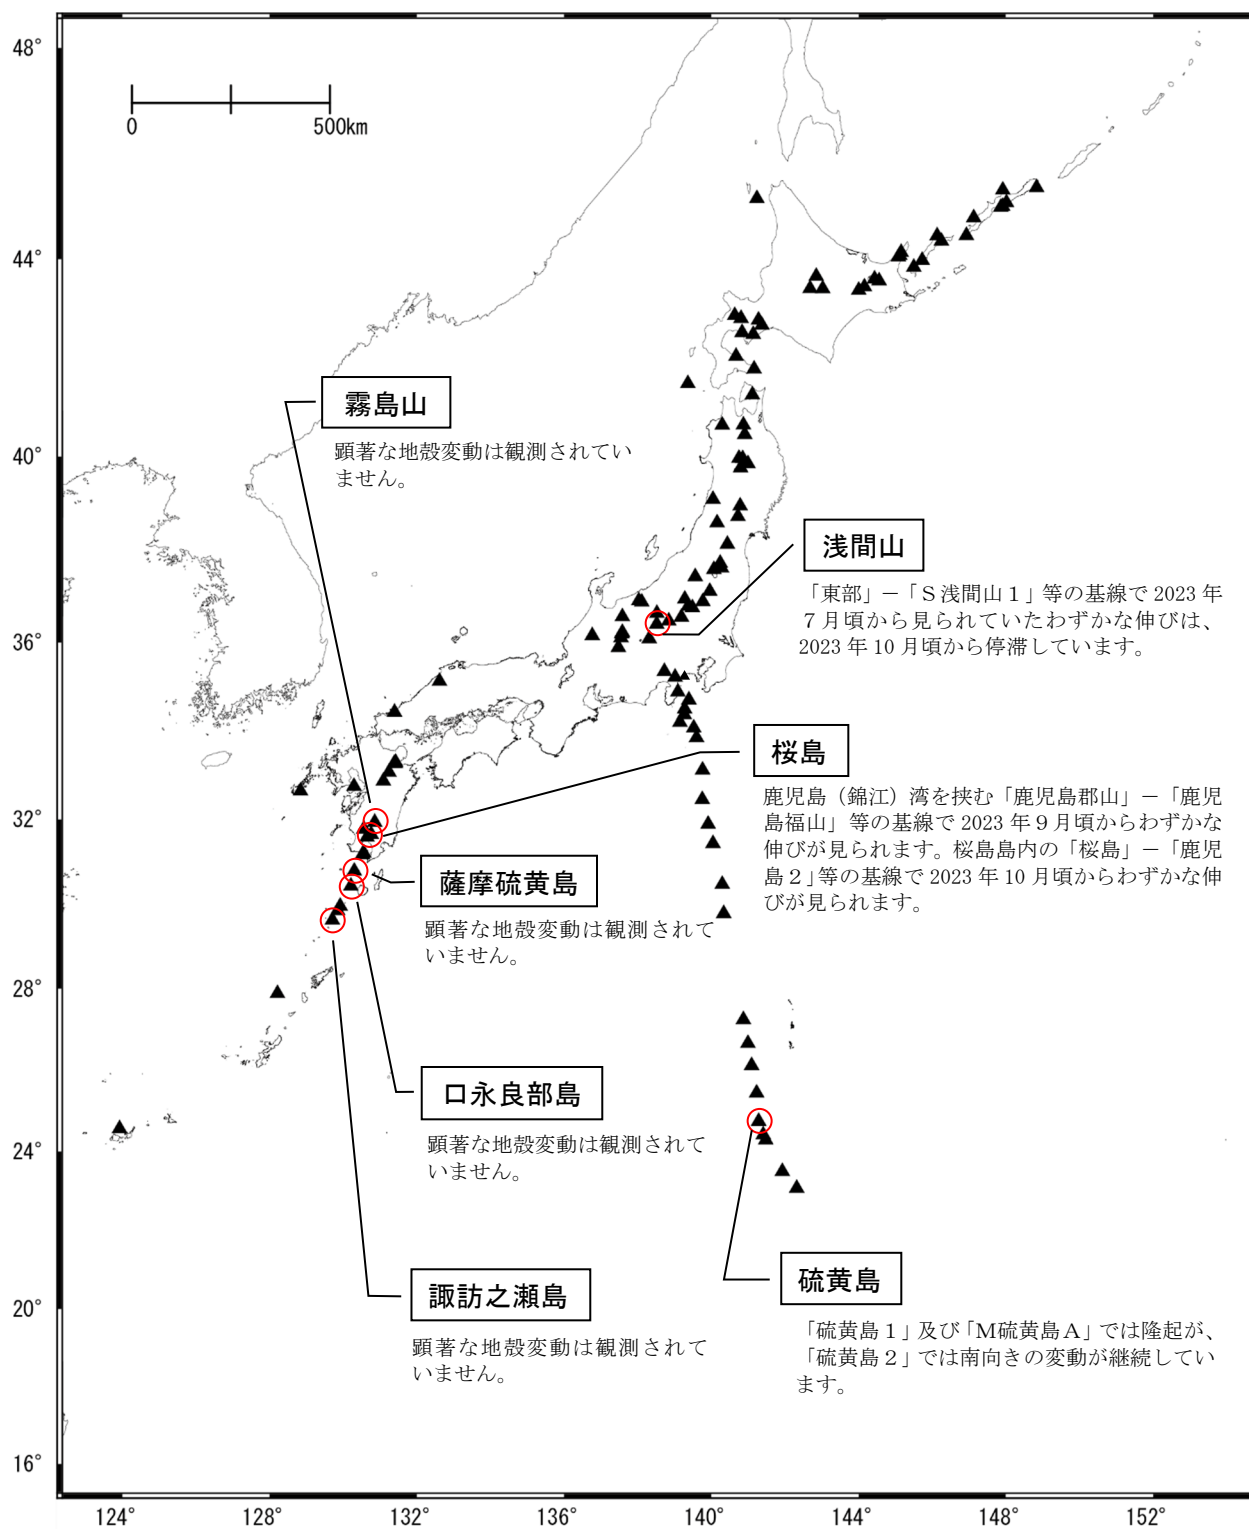 48°
44°
40°
36°
32°
28°
24°
20°
16°
0 500km
霧島山
顕著な地殻変動は観測されてい
ません。
浅間山
「東部」－「Ｓ浅間山１」等の基線で 2023 年
７月頃から見られていたわずかな伸びは、
2023 年 10 月頃から停滞しています。
桜島
鹿児島（錦江）湾を挟む「鹿児島郡山」－「鹿児
島福山」等の基線で 2023 年９月頃からわずかな
伸びが見られます。桜島島内の「桜島」－「鹿児
島２」等の基線で 2023 年 10 月頃からわずかな伸
びが見られます。
薩摩硫黄島
顕著な地殻変動は観測されて
いません。
口永良部島
顕著な地殻変動は観測されて
いません。
諏訪之瀬島
顕著な地殻変動は観測されて
いません。
硫黄島
「硫黄島１」及び「Ｍ硫黄島Ａ」では隆起が、
「硫黄島２」では南向きの変動が継続してい
ます。
124° 128° 132° 136° 140° 144° 148° 152°